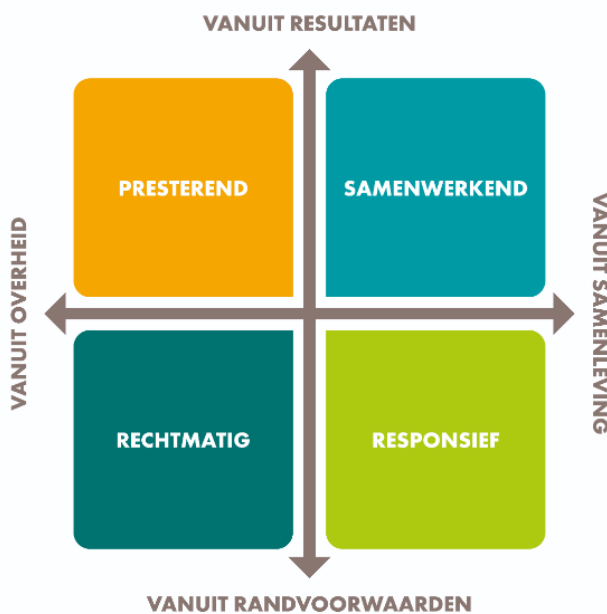 VANUIT RESULTATEN
PRESTEREND
SAMENWERKEND
VANUIT OVERHEID
VANUIT SAMENLEVING
RECHTMATIG
RESPONSIEF
VANUIT RANDVOORWAARDEN